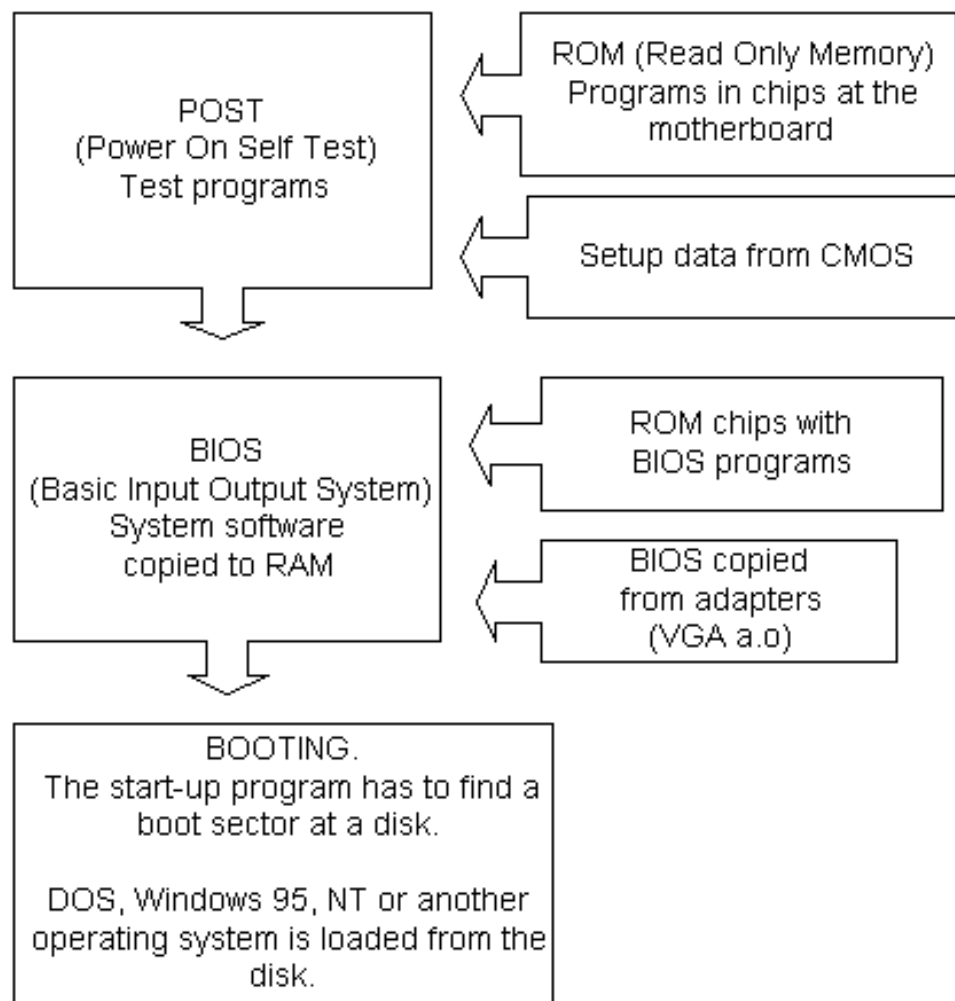 POST
(Power On Self Test)
Test programs
ROM (Read Only Memory)
Programs in chips at the
motherboard
Setup data from CMOS
BIOS
(Basic Input Output System)
System software
copied to RAM
ROM chips with
BIOS programs
BIOS copied
from adapters
(VGA a.o)
BOOTING.
The start-up program has to find a
boot sector at a disk.
DOS, Windows 95, NT or another
operating system is loaded from the
disk.